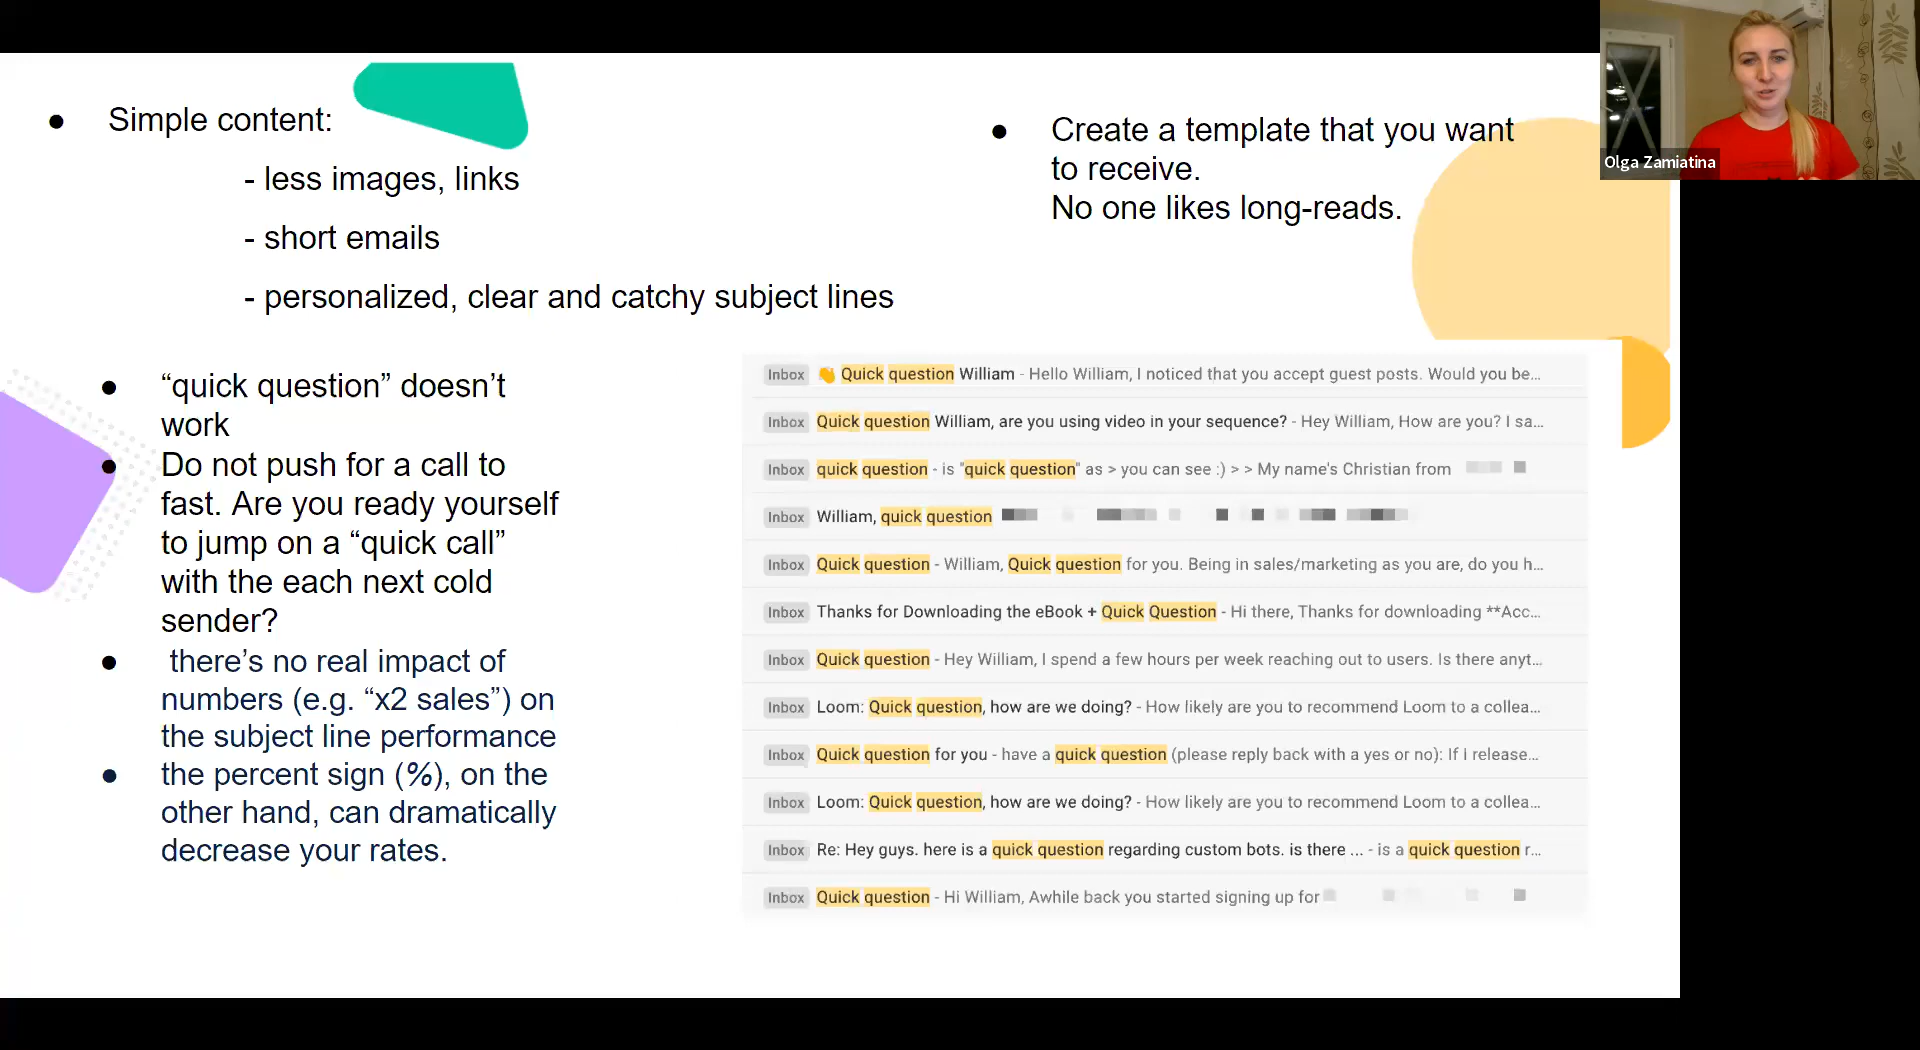 ● Simple content:
- less images, links
- short emails
- personalized, clear and catchy subject lines
● Create a template that you want
to receive.
No one likes long-reads.
Olga Zamiatina
● “quick question” doesn’t
work
● Do not push for a call to
fast. Are you ready yourself
to jump on a “quick call”
with the each next cold
sender?
● there’s no real impact of
numbers (e.g. “x2 sales”) on
the subject line performance
● the percent sign (%), on the
other hand, can dramatically
decrease your rates.
Inbox 👋 Quick question William - Hello William, I noticed that you accept guest posts. Would you be...
Inbox Quick question William, are you using video in your sequence? - Hey William, How are you? I sa...
Inbox quick question - is "quick question" as > you can see :) > > My name's Christian from
Inbox William, quick question
Inbox Quick question - William, Quick question for you. Being in sales/marketing as you are, do you h...
Inbox Thanks for Downloading the eBook + Quick Question - Hi there, Thanks for downloading **Acc...
Inbox Quick question - Hey William, I spend a few hours per week reaching out to users. Is there anyt...
Inbox Loom: Quick question, how are we doing? - How likely are you to recommend Loom to a collea...
Inbox Quick question for you - have a quick question (please reply back with a yes or no): If i release...
Inbox Loom: Quick question, how are we doing? - How likely are you to recommend Loom to a collea...
Inbox Re: Hey guys. here is a quick question regarding custom bots. is there ... - is a quick question r...
Inbox Quick question - Hi William, Awhile back you started signing up for